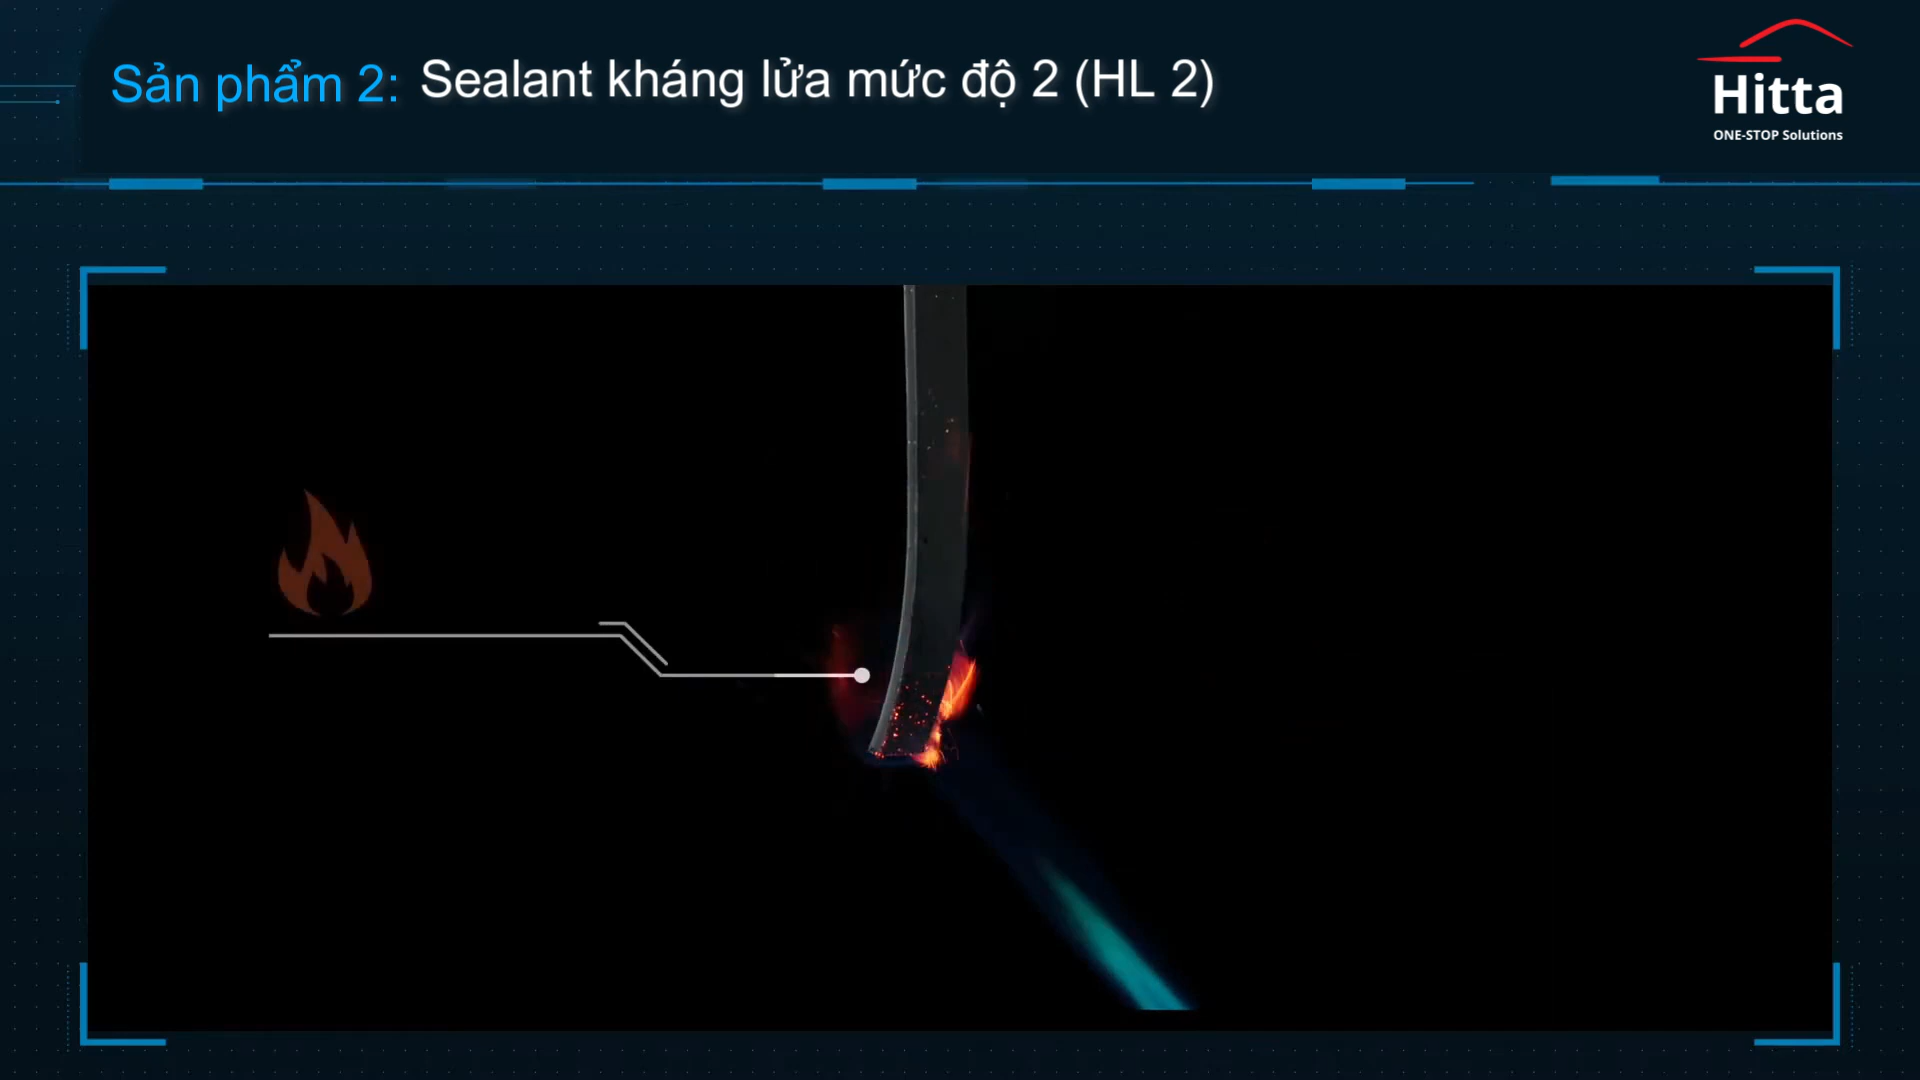 Sản phẩm 2: Sealant kháng lửa mức độ 2 (HL 2)
Hitta
ONE-STOP Solutions